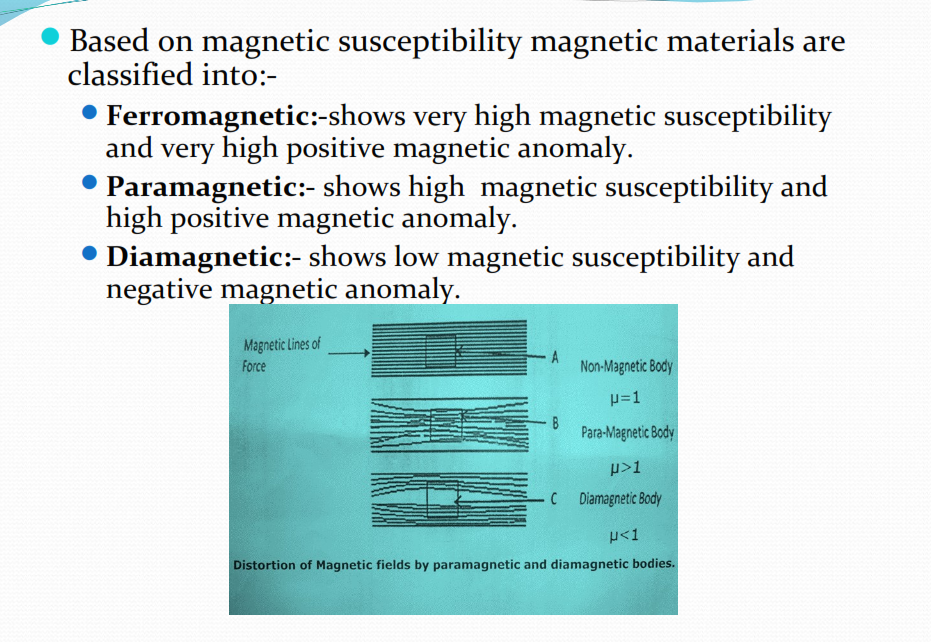 Based on magnetic susceptibility magnetic materials are
classified into:-
Ferromagnetic:-shows very high magnetic susceptibility
and very high positive magnetic anomaly.
Paramagnetic:- shows high magnetic susceptibility and
high positive magnetic anomaly.
Diamagnetic:- shows low magnetic susceptibility and
negative magnetic anomaly.
Magnetic Lines of
Force
A
Non-Magnetic Body
μ=1
B
Para-Magnetic Body
μ>1
C
Diamagnetic Body
μ<1
Distortion of Magnetic fields by paramagnetic and diamagnetic bodies.